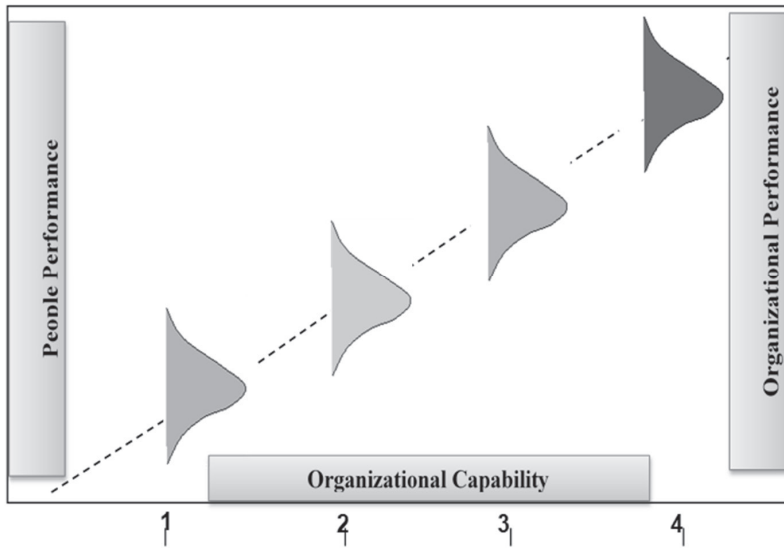 People Performance
Organizational Performance
Organizational Capability
1 2 3 4